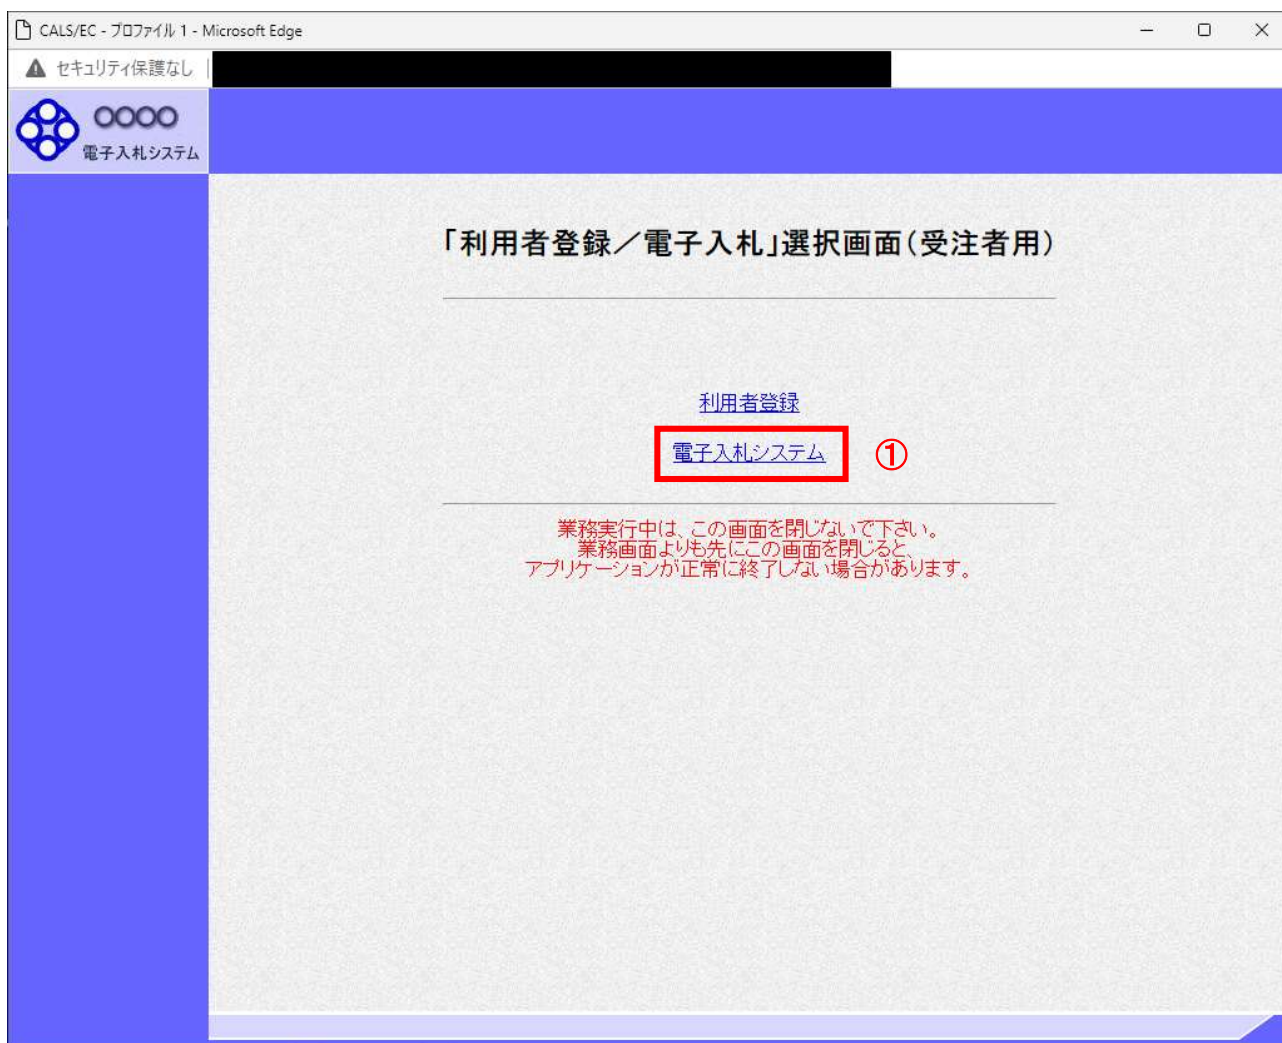 CALS/EC - プロファイル 1 - Microsoft Edge
セキュリティ保護なし
〇〇〇〇
電子入札システム
「利用者登録／電子入札」選択画面(受注者用)
利用者登録
電子入札システム ①
業務実行中は、この画面を閉じないで下さい。
業務画面よりも先にこの画面を閉じると、
アプリケーションが正常に終了しない場合があります。